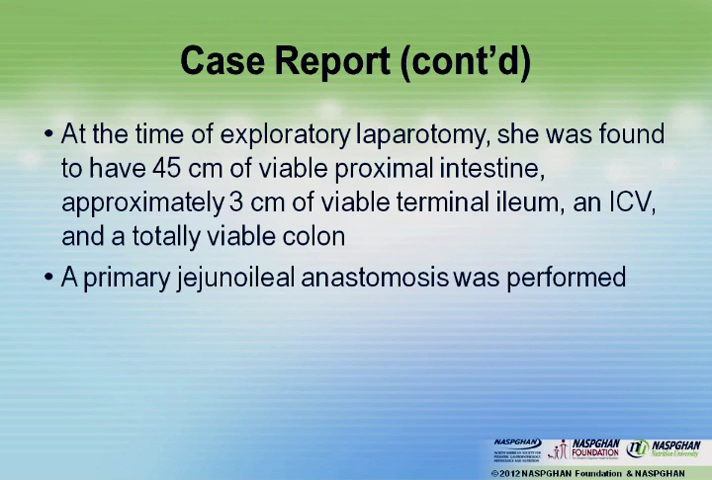 Case Report (cont’d)
• At the time of exploratory laparotomy, she was found
to have 45 cm of viable proximal intestine,
approximately 3 cm of viable terminal ileum, an ICV,
and a totally viable colon
• A primary jejunoileal anastomosis was performed
NASPGHAN
NORTH AMERICAN SOCIETY FOR
PEDIATRIC GASTROENTEROLOGY,
HEPATOLOGY AND NUTRITION
NASPGHAN
FOUNDATION
NASPGHAN
Nutrition University
©2012 NASPGHAN Foundation & NASPGHAN